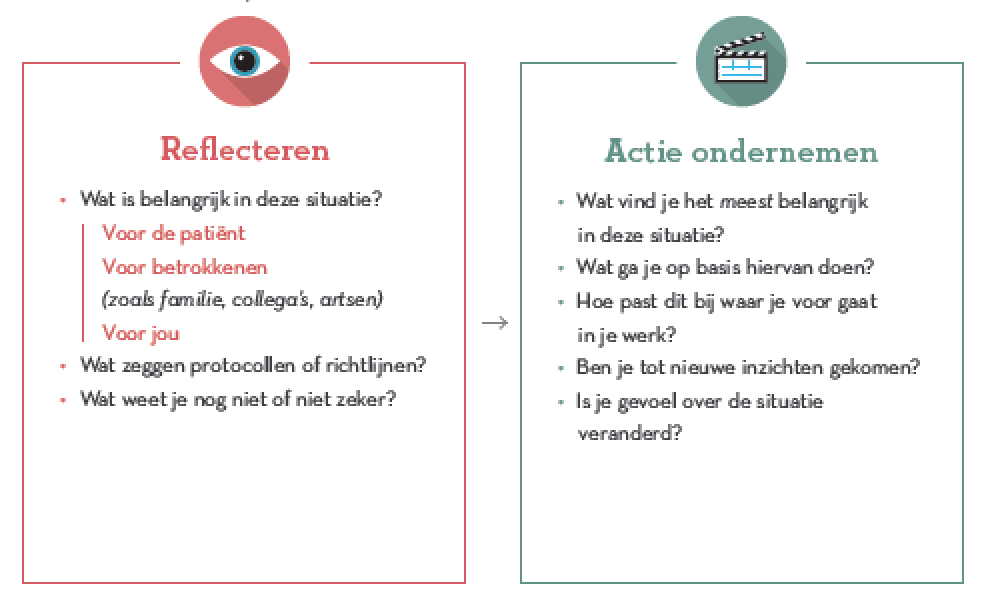 Reflecteren
• Wat is belangrijk in deze situatie?
Voor de patiënt
Voor betrokkenen
(zoals familie, collega's, artsen)
Voor jou
• Wat zeggen protocollen of richtlijnen?
• Wat weet je nog niet of niet zeker?
→
Actie ondernemen
• Wat vind je het meest belangrijk
in deze situatie?
• Wat ga je op basis hiervan doen?
• Hoe past dit bij waar je voor gaat
in je werk?
• Ben je tot nieuwe inzichten gekomen?
• Is je gevoel over de situatie
veranderd?